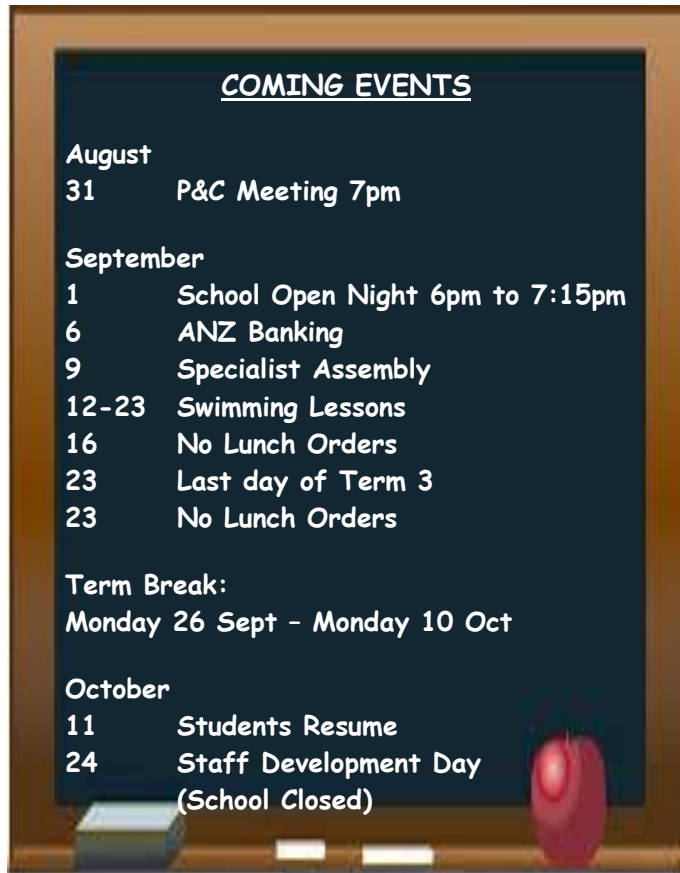 COMING EVENTS
August
31 P&C Meeting 7pm
September
1 School Open Night 6pm to 7:15pm
6 ANZ Banking
9 Specialist Assembly
12-23 Swimming Lessons
16 No Lunch Orders
23 Last day of Term 3
23 No Lunch Orders
Term Break:
Monday 26 Sept – Monday 10 Oct
October
11 Students Resume
24 Staff Development Day
(School Closed)